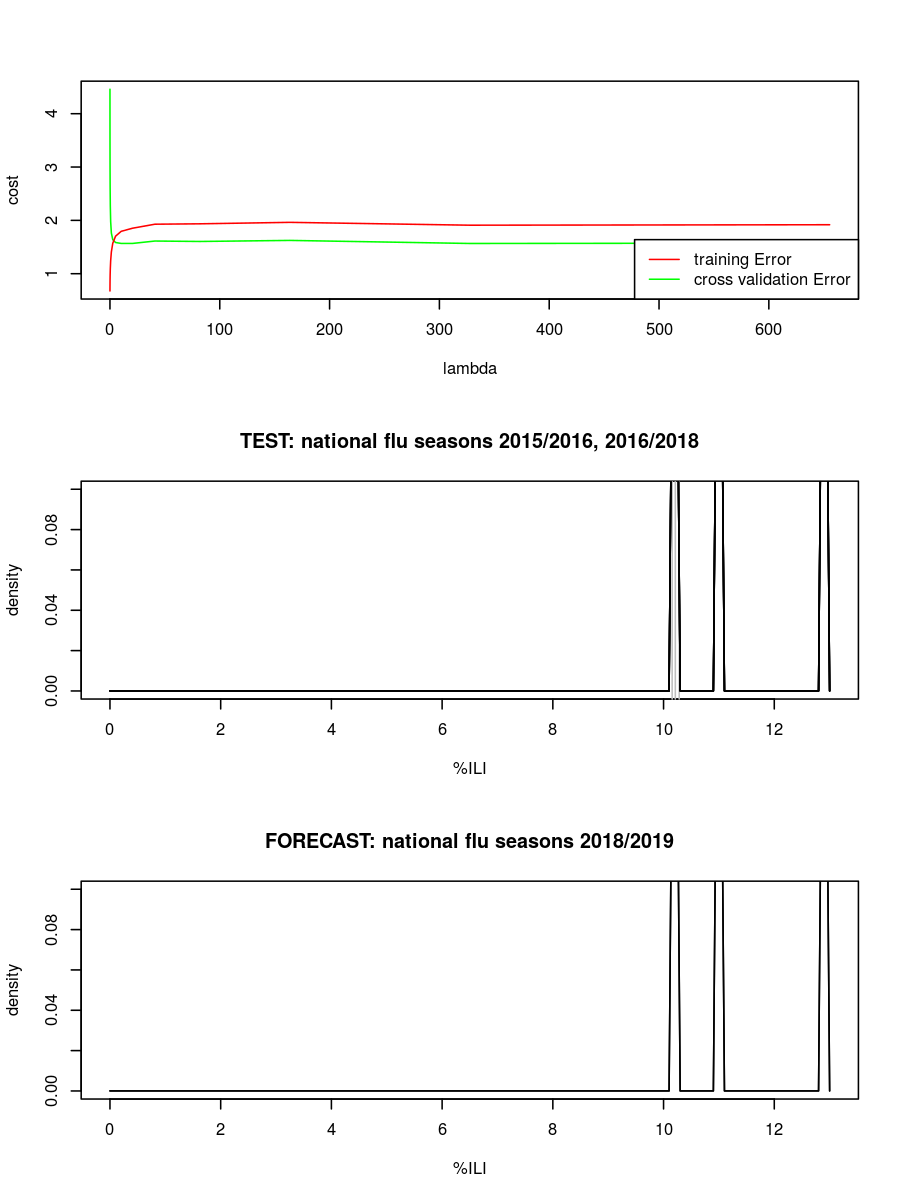 4
3
2
1
cost
training Error
cross validation Error
0 100 200 300 400 500 600
lambda
TEST: national flu seasons 2015/2016, 2016/2018
0.08
0.04
0.00
density
0 2 4 6 8 10 12
%ILI
FORECAST: national flu seasons 2018/2019
0.08
0.04
0.00
density
0 2 4 6 8 10 12
%ILI